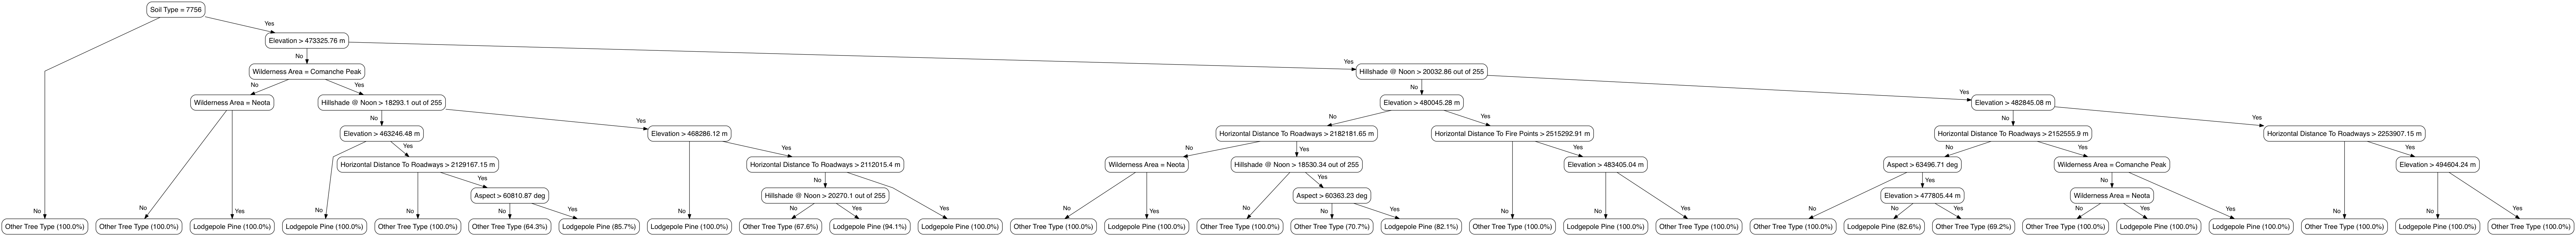 Soil Type = 7756
Yes
Elevation > 473325.76 m
No
Yes
Wilderness Area = Comanche Peak
Hillshade @ Noon > 20032.86 out of 255
No
Yes
No
Yes
Wilderness Area = Neota
Hillshade @ Noon > 18293.1 out of 255
Elevation > 480045.28 m
Elevation > 482845.08 m
No
Yes
No
Yes
No
Yes
Elevation > 463246.48 m
Elevation > 468286.12 m
Horizontal Distance To Roadways > 2182181.65 m
Horizontal Distance To Fire Points > 2515292.91 m
Horizontal Distance To Roadways > 2152555.9 m
Horizontal Distance To Roadways > 2253907.15 m
Yes
Yes
No
Yes
Yes
No
Yes
Yes
Horizontal Distance To Roadways > 2129167.15 m
Horizontal Distance To Roadways > 2112015.4 m
Wilderness Area = Neota
Hillshade @ Noon > 18530.34 out of 255
Elevation > 483405.04 m
Aspect > 63496.71 deg
Wilderness Area = Comanche Peak
Elevation > 494604.24 m
Yes
No
Yes
Yes
No
Aspect > 60810.87 deg
Hillshade @ Noon > 20270.1 out of 255
Aspect > 60363.23 deg
Elevation > 477805.44 m
Wilderness Area = Neota
No
No
Yes
No
No
No
Yes
No
No
Yes
Yes
No
Yes
No
No
Yes
No
No
Yes
No
No
Yes
No
Yes
No
Yes
Yes
No
No
Yes
Other Tree Type (100.0%)
Other Tree Type (100.0%)
Lodgepole Pine (100.0%)
Lodgepole Pine (100.0%)
Other Tree Type (100.0%)
Other Tree Type (64.3%)
Lodgepole Pine (85.7%)
Lodgepole Pine (100.0%)
Other Tree Type (67.6%)
Lodgepole Pine (94.1%)
Lodgepole Pine (100.0%)
Other Tree Type (100.0%)
Lodgepole Pine (100.0%)
Other Tree Type (100.0%)
Other Tree Type (70.7%)
Lodgepole Pine (82.1%)
Other Tree Type (100.0%)
Lodgepole Pine (100.0%)
Other Tree Type (100.0%)
Other Tree Type (100.0%)
Lodgepole Pine (82.6%)
Other Tree Type (69.2%)
Other Tree Type (100.0%)
Lodgepole Pine (100.0%)
Lodgepole Pine (100.0%)
Other Tree Type (100.0%)
Lodgepole Pine (100.0%)
Other Tree Type (100.0%)